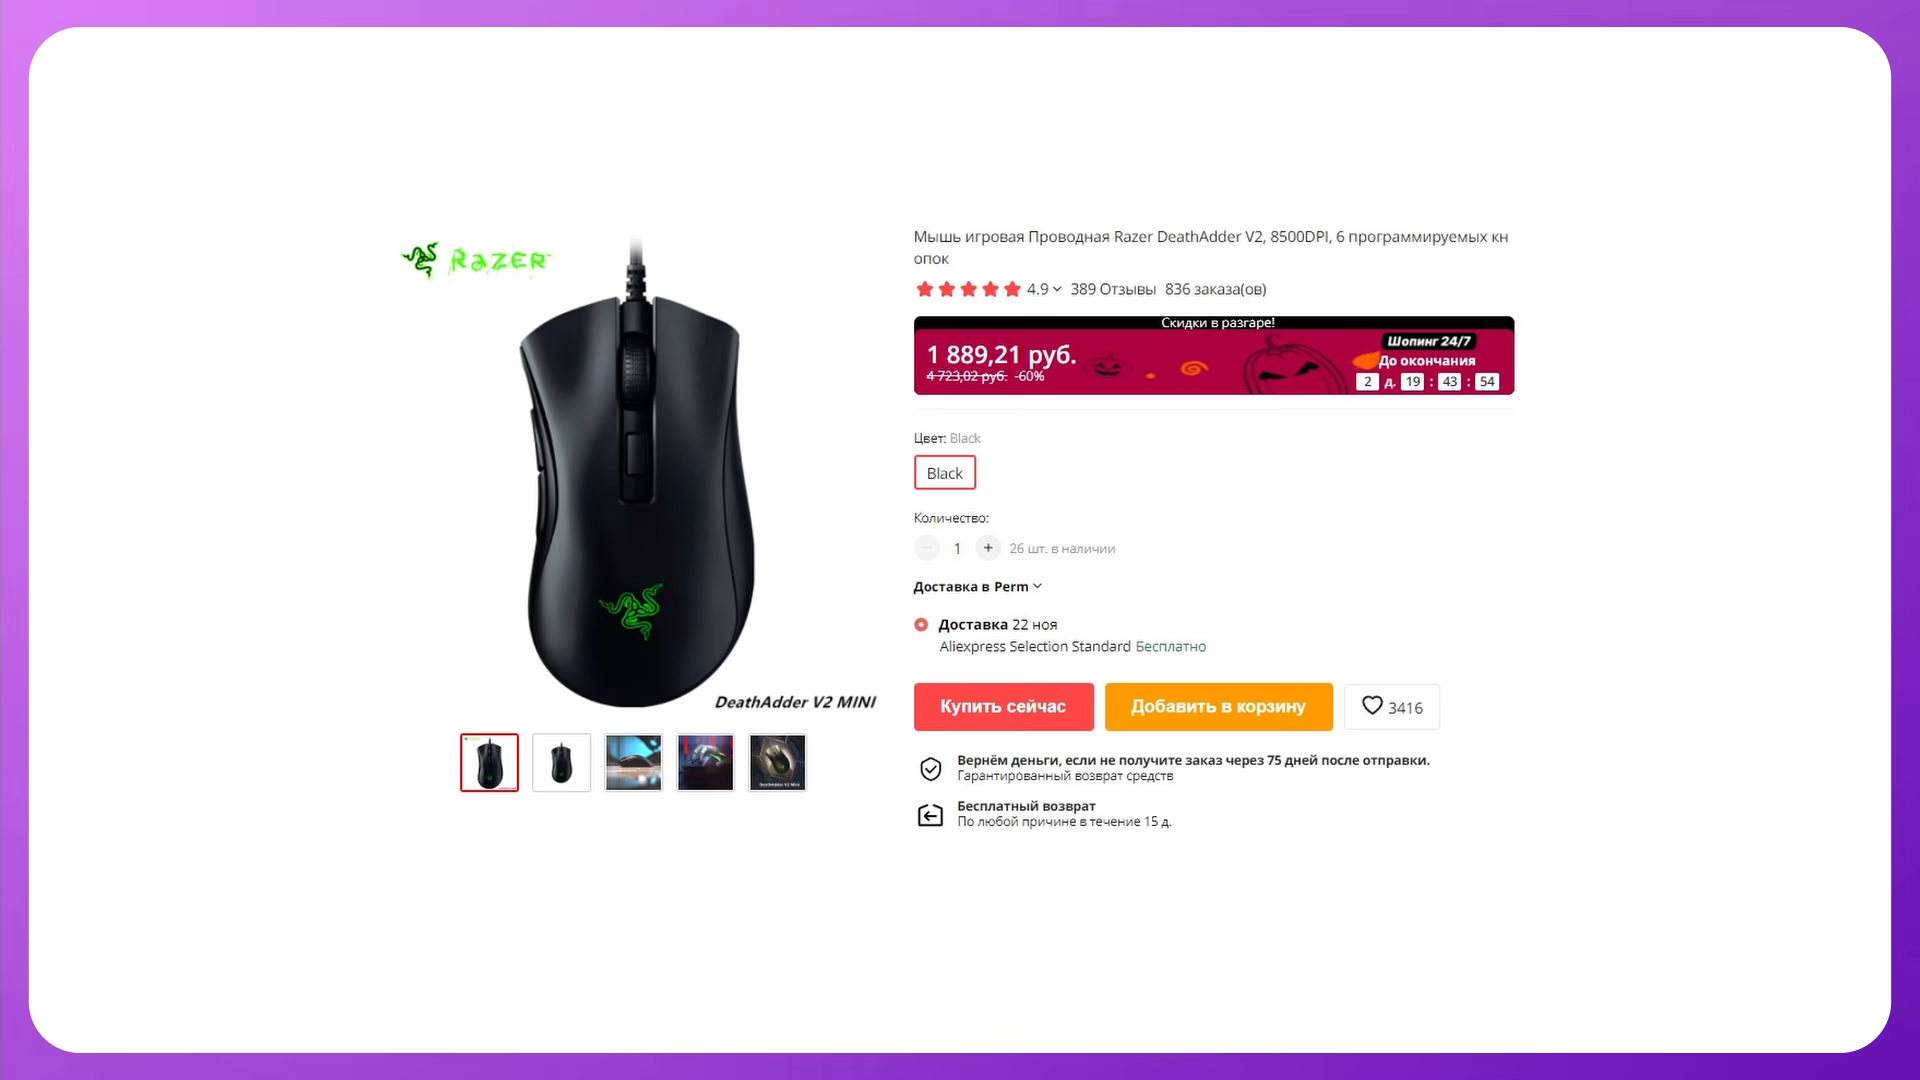 RAZER
DeathAdder V2 MINI
Мышь игровая Проводная Razer DeathAdder V2, 8500DPI, 6 программируемых кн
опок
4.9 389 Отзывы 836 заказа(ов)
Скидки в разгаре!
1 889,21 руб.
4 723,02 руб. -60%
Шопинг 24/7
До окончания
2 д. 19 : 43 : 54
Цвет: Black
Black
Количество:
− 1 + 26 шт. в наличии
Доставка в Perm
Доставка 22 ноя
Aliexpress Selection Standard Бесплатно
Купить сейчас
Добавить в корзину
3416
Вернём деньги, если не получите заказ через 75 дней после отправки.
Гарантированный возврат средств
Бесплатный возврат
По любой причине в течение 15 д.